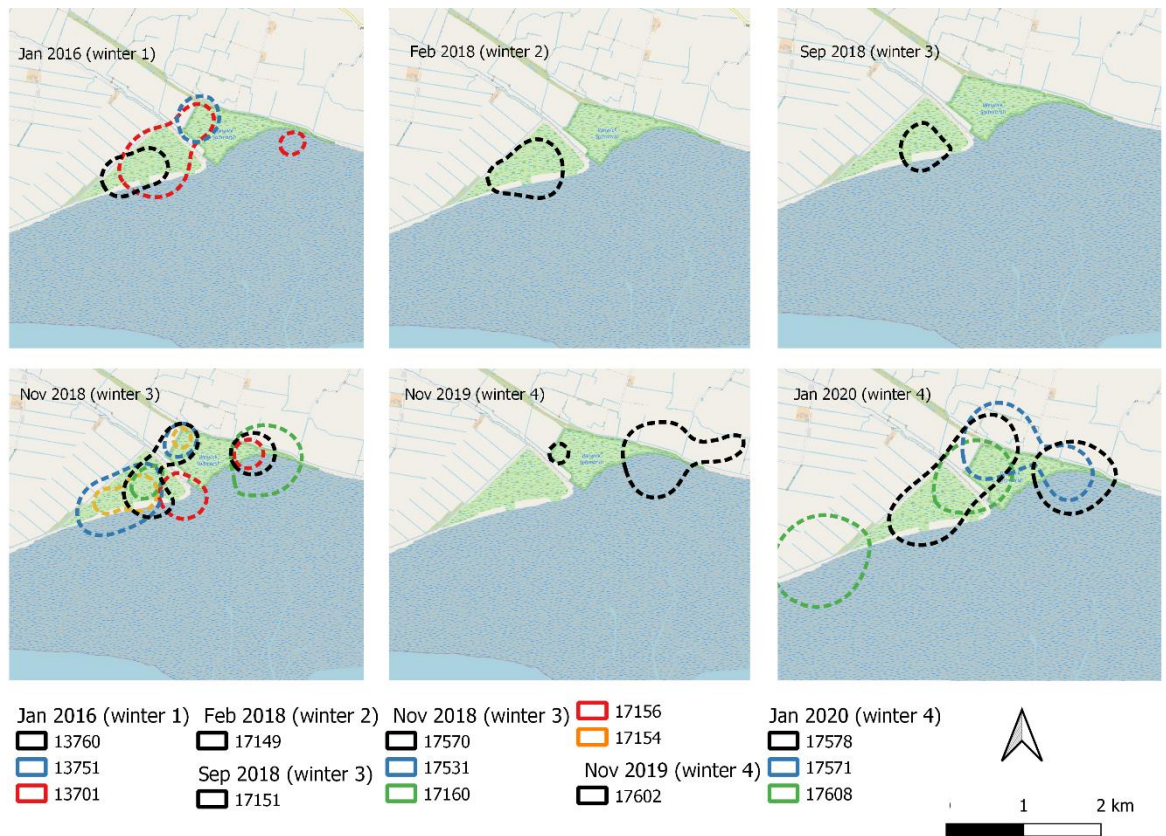 Jan 2016 (winter 1)
Feb 2018 (winter 2)
Sep 2018 (winter 3)
Nov 2018 (winter 3)
Nov 2019 (winter 4)
Jan 2020 (winter 4)
Jan 2016 (winter 1)
13760
13751
13701
Feb 2018 (winter 2)
17149
Sep 2018 (winter 3)
17151
Nov 2018 (winter 3)
17570
17531
17160
17156
17154
Nov 2019 (winter 4)
17602
Jan 2020 (winter 4)
17578
17571
17608
1
2 km